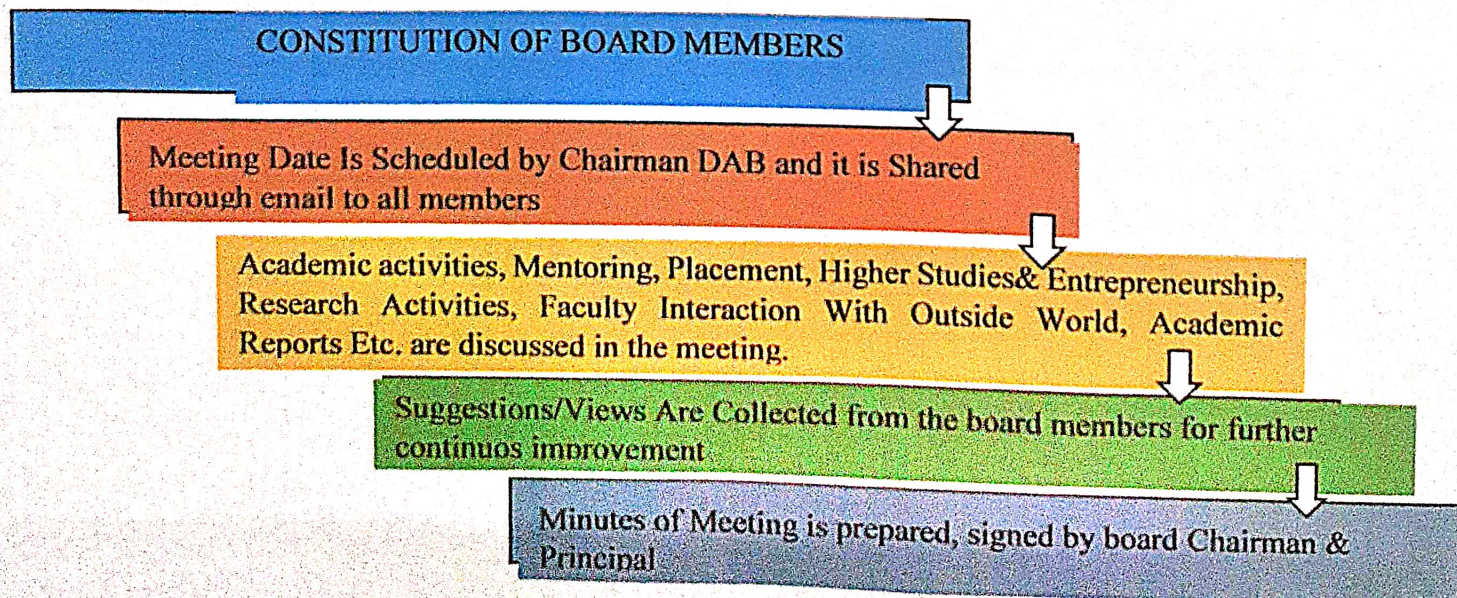 CONSTITUTION OF BOARD MEMBERS
Meeting Date Is Scheduled by Chairman DAB and it is Shared
through email to all members
Academic activities, Mentoring, Placement, Higher Studies& Entrepreneurship,
Research Activities, Faculty Interaction With Outside World, Academic
Reports Etc. are discussed in the meeting.
Suggestions/Views Are Collected from the board members for further
continuos improvement
Minutes of Meeting is prepared, signed by board Chairman &
Principal